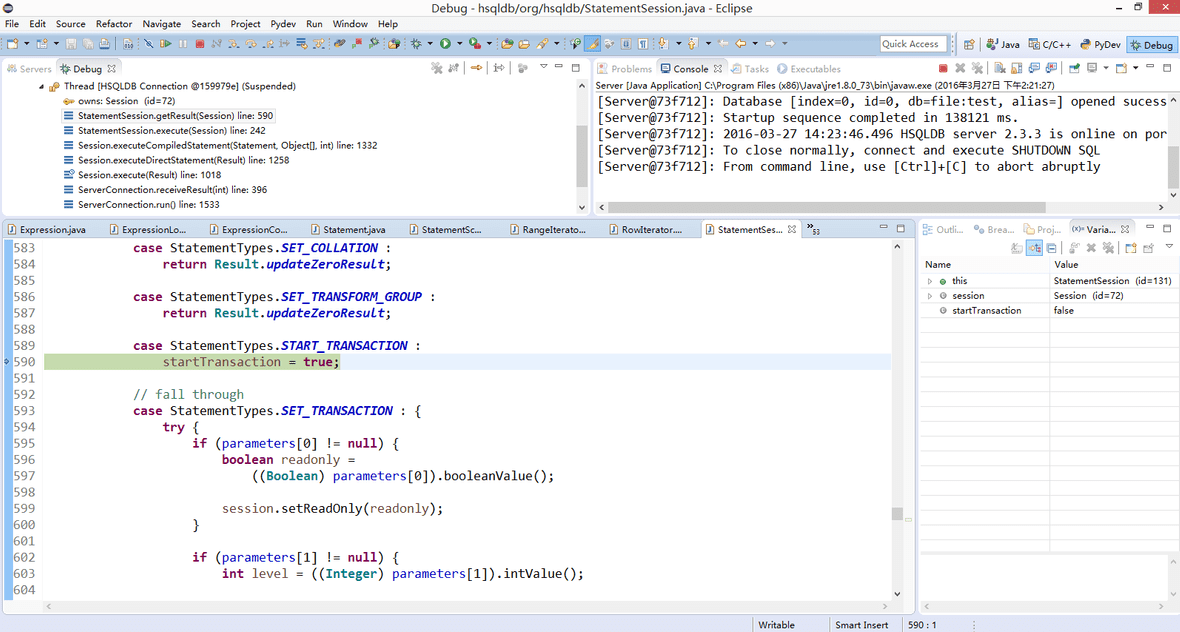 Debug - hsqldb/org/hsqldb/StatementSession.java - Eclipse
File Edit Source Refactor Navigate Search Project Pydev Run Window Help
Quick Access
Java
C/C++
PyDev
Debug
Servers
Debug
Thread [HSQLDB Connection @159979e] (Suspended)
owns: Session (id=72)
StatementSession.getResult(Session) line: 590
StatementSession.execute(Session) line: 242
Session.executeCompiledStatement(Statement, Object[], int) line: 1332
Session.executeDirectStatement(Result) line: 1258
Session.execute(Result) line: 1018
ServerConnection.receiveResult(int) line: 396
ServerConnection.run() line: 1533
Problems
Console
Tasks
Executables
Server [Java Application] C:\Program Files (x86)\Java\jre1.8.0_73\bin\javaw.exe (2016年3月27日 下午2:21:27)
[Server@73f712]: Database [index=0, id=0, db=file:test, alias=] opened sucess
[Server@73f712]: Startup sequence completed in 138121 ms.
[Server@73f712]: 2016-03-27 14:23:46.496 HSQLDB server 2.3.3 is online on por
[Server@73f712]: To close normally, connect and execute SHUTDOWN SQL
[Server@73f712]: From command line, use [Ctrl]+[C] to abort abruptly
Expression.java
ExpressionLo...
ExpressionCo...
Statement.java
StatementSc...
RangeIterato...
RowIterator....
StatementSes...
»53
583 case StatementTypes.SET_COLLATION :
584 return Result.updateZeroResult;
585
586 case StatementTypes.SET_TRANSFORM_GROUP :
587 return Result.updateZeroResult;
588
589 case StatementTypes.START_TRANSACTION :
590 startTransaction = true;
591
592 // fall through
593 case StatementTypes.SET_TRANSACTION : {
594 try {
595 if (parameters[0] != null) {
596 boolean readonly =
597 ((Boolean) parameters[0]).booleanValue();
598
599 session.setReadOnly(readonly);
600 }
601
602 if (parameters[1] != null) {
603 int level = ((Integer) parameters[1]).intValue();
604
Outli...
Brea...
Proj...
(x)= Varia...
Name Value
this StatementSession (id=131)
session Session (id=72)
startTransaction false
Writable
Smart Insert
590 : 1